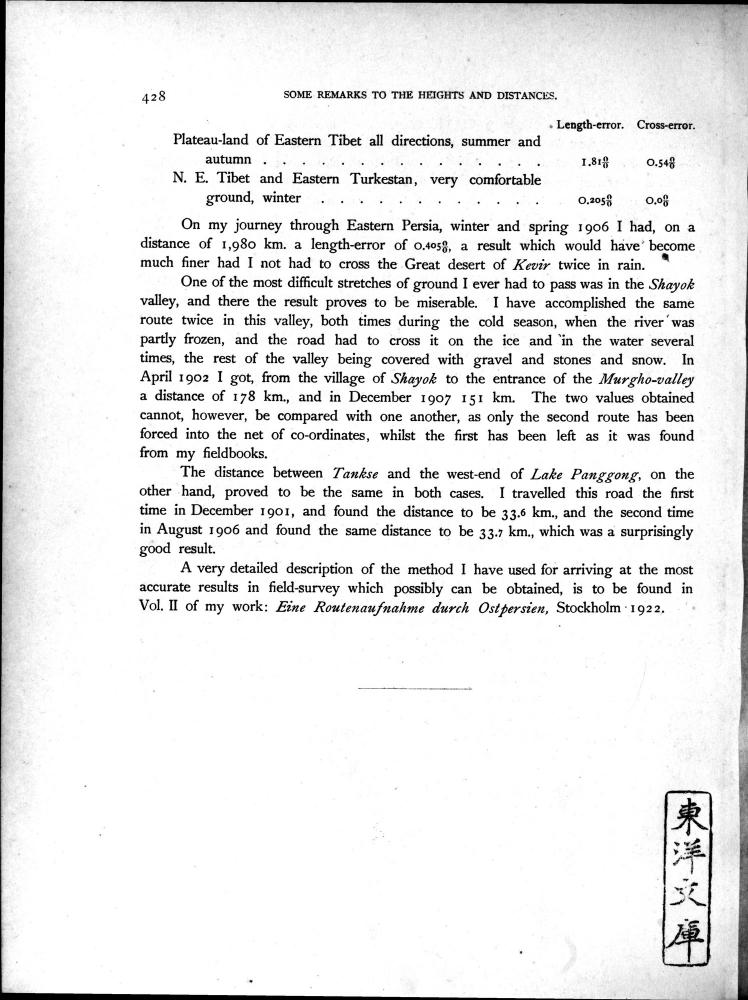 428 SOME REMARKS TO THE HEIGHTS AND DISTANCES.
Length-error. Cross-error.
Plateau-land of Eastern Tibet all directions, summer and
autumn . . . . . . . . . . . . . . . 1.81% 0.54%
N. E. Tibet and Eastern Turkestan, very comfortable
ground, winter . . . . . . . . . . . . 0.205% 0.0%
On my journey through Eastern Persia, winter and spring 1906 I had, on a
distance of 1,980 km. a length-error of 0.405%, a result which would have become
much finer had I not had to cross the Great desert of Kevir twice in rain.
One of the most difficult stretches of ground I ever had to pass was in the Shayok
valley, and there the result proves to be miserable. I have accomplished the same
route twice in this valley, both times during the cold season, when the river was
partly frozen, and the road had to cross it on the ice and in the water several
times, the rest of the valley being covered with gravel and stones and snow. In
April 1902 I got, from the village of Shayok to the entrance of the Murgho-valley
a distance of 178 km., and in December 1907 151 km. The two values obtained
cannot, however, be compared with one another, as only the second route has been
forced into the net of co-ordinates, whilst the first has been left as it was found
from my fieldbooks.
The distance between Tankse and the west-end of Lake Panggong, on the
other hand, proved to be the same in both cases. I travelled this road the first
time in December 1901, and found the distance to be 33.6 km., and the second time
in August 1906 and found the same distance to be 33.7 km., which was a surprisingly
good result.
A very detailed description of the method I have used for arriving at the most
accurate results in field-survey which possibly can be obtained, is to be found in
Vol. II of my work: Eine Routenaufnahme durch Ostpersien, Stockholm 1922.
東洋文庫